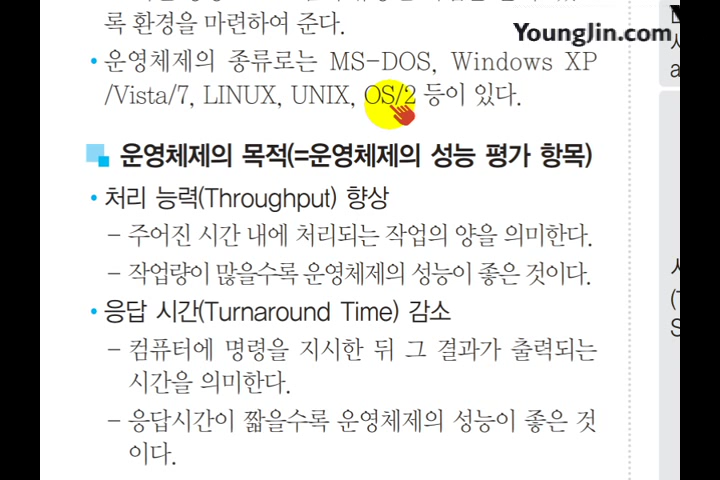 록 환경을 마련하여 준다.
YoungJin.com
• 운영체제의 종류로는 MS-DOS, Windows XP
/Vista/7, LINUX, UNIX, OS/2 등이 있다.
운영체제의 목적(=운영체제의 성능 평가 항목)
• 처리 능력(Throughput) 향상
– 주어진 시간 내에 처리되는 작업의 양을 의미한다.
– 작업량이 많을수록 운영체제의 성능이 좋은 것이다.
• 응답 시간(Turnaround Time) 감소
– 컴퓨터에 명령을 지시한 뒤 그 결과가 출력되는
시간을 의미한다.
– 응답시간이 짧을수록 운영체제의 성능이 좋은 것
이다.